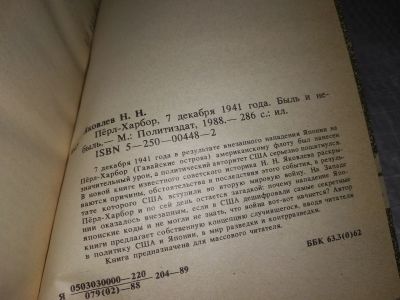 Яковлев Н. Н.
Пёрл-Харбор, 7 декабря 1941 года. Быль и не-
быль.— М.: Политиздат, 1988.— 286 с.: ил.
ISBN 5—250—00448—2
7 декабря 1941 года в результате внезапного нападения Японии на
Пёрл-Харбор (Гавайские острова) американскому флоту был нанесен
значительный урон, а политический авторитет США серьезно пошатнулся.
В новой книге известного советского историка Н. Н. Яковлева раскры-
ваются причины, обстоятельства и последствия этого события, в резуль-
тате которого США вступили во вторую мировую войну. На Западе
Пёрл-Харбор и по сей день остается загадкой: почему нападение Япо-
нии оказалось внезапным, если в США дешифровали самые секретные
японские коды и не могли не знать, что война вот-вот начнется? Автор
книги предлагает собственную концепцию случившегося, вводит читателя
в политику США и Японии, в мир разведки и контрразведки.
Книга предназначена для массового читателя.
Я 0503030000—220 204—89
079(02)—88
ББК 63.3(0)62